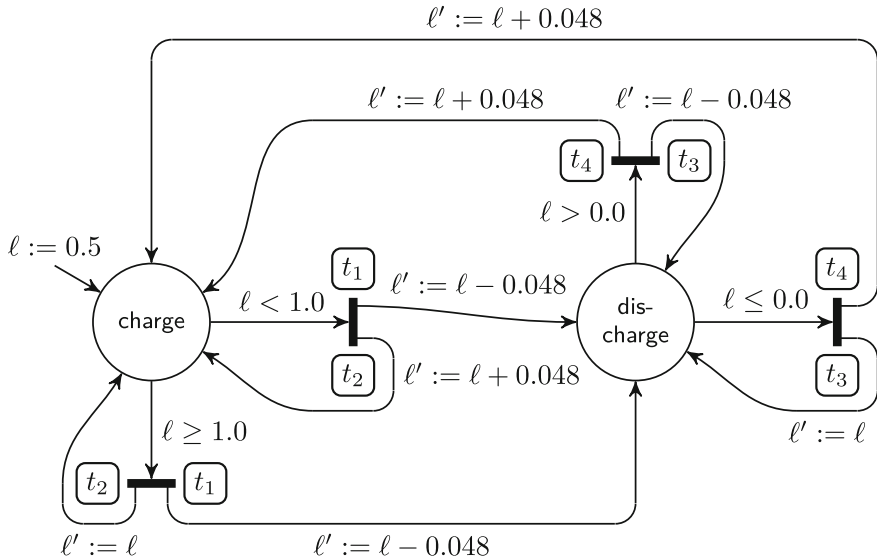 ℓ′ := ℓ + 0.048
ℓ′ := ℓ + 0.048
ℓ′ := ℓ − 0.048
t₄
t₃
ℓ > 0.0
ℓ := 0.5
t₁
ℓ′ := ℓ − 0.048
t₄
charge
ℓ < 1.0
dis-
charge
ℓ ≤ 0.0
t₂
ℓ′ := ℓ + 0.048
t₃
ℓ ≥ 1.0
ℓ′ := ℓ
t₂
t₁
ℓ′ := ℓ
ℓ′ := ℓ − 0.048